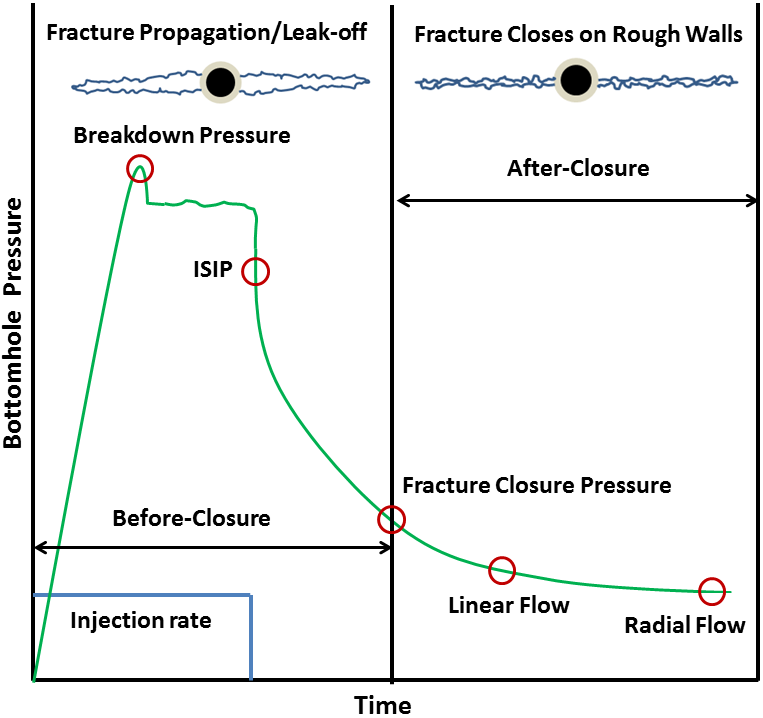 Fracture Propagation/Leak-off
Fracture Closes on Rough Walls
Breakdown Pressure
After-Closure
ISIP
Bottomhole Pressure
Fracture Closure Pressure
Before-Closure
Linear Flow
Injection rate
Radial Flow
Time